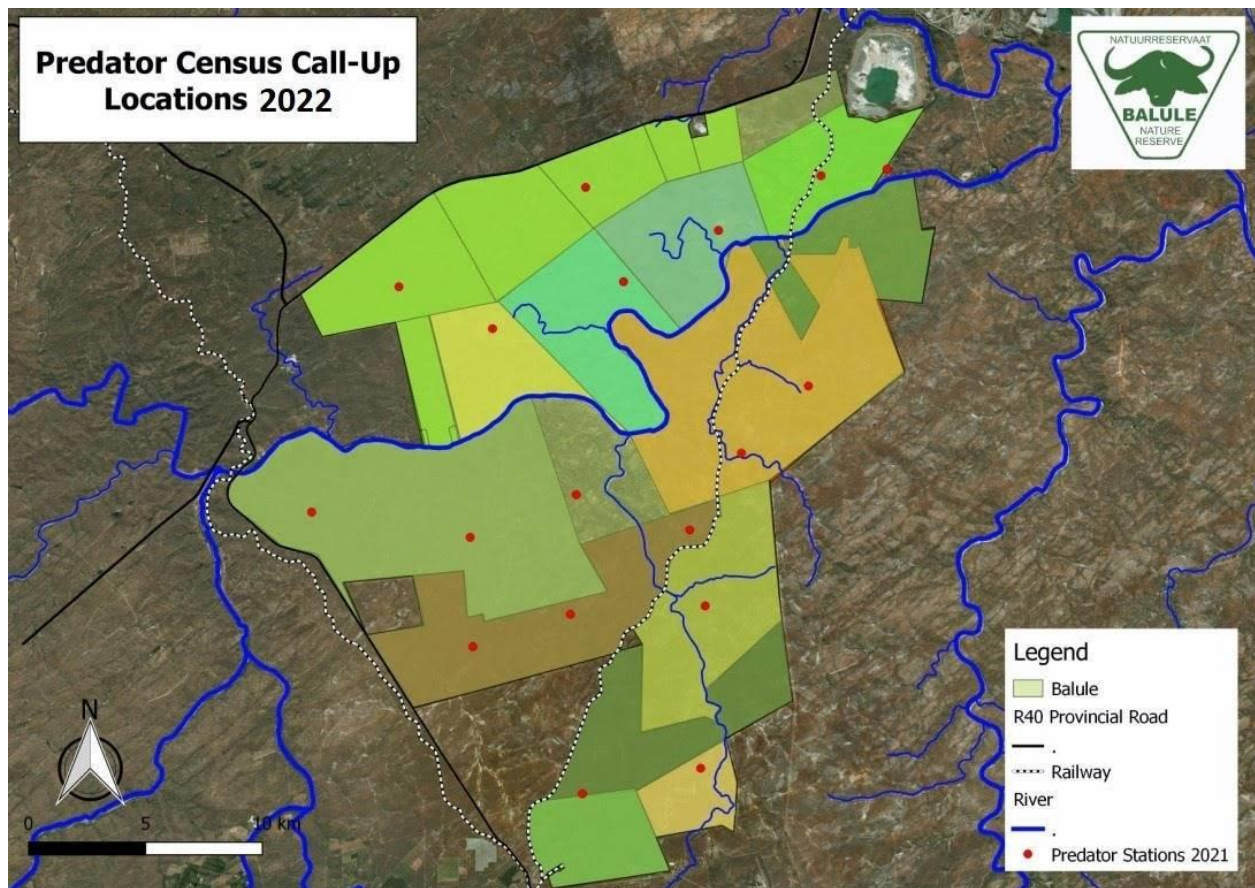 Predator Census Call-Up
Locations 2022
NATUURRESERVAAT
BALULE
NATURE
RESERVE
N
0 5 10 km
Legend
Balule
R40 Provincial Road
.
Railway
River
.
Predator Stations 2021